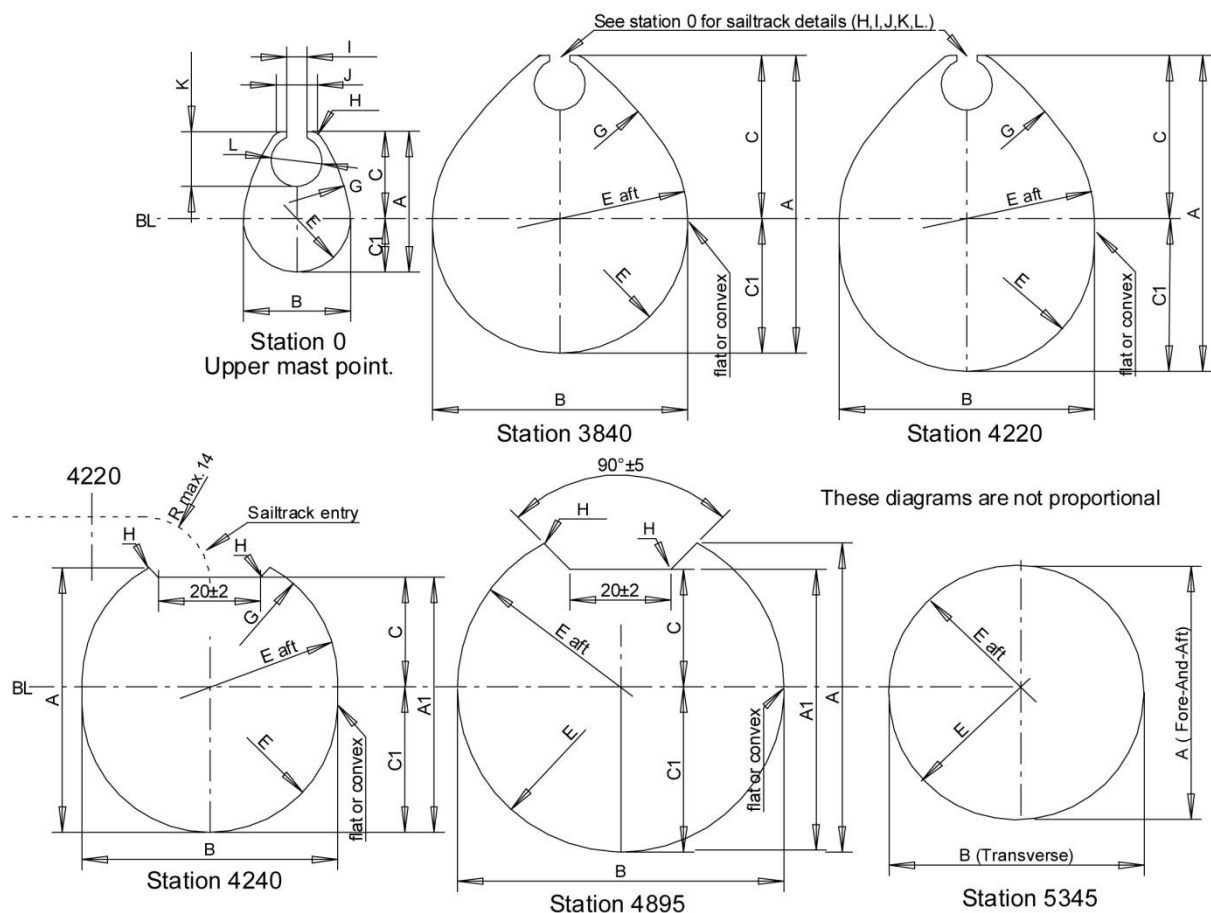 See station 0 for sailtrack details (H,I,J,K,L.)
I
J
K
H
L
G
C
A
E
C1
BL
B
Station 0
Upper mast point.
C
G
A
E aft
E
C1
flat or convex
B
Station 3840
C
G
A
E aft
E
C1
flat or convex
B
Station 4220
4220
R max. 14
Sailtrack entry
H
H
20±2
G
C
E aft
BL
A
A1
E
C1
flat or convex
B
Station 4240
90°±5
H
H
20±2
E aft
C
A1
A
E
C1
flat or convex
B
Station 4895
These diagrams are not proportional
E aft
E
A ( Fore-And-Aft)
B (Transverse)
Station 5345